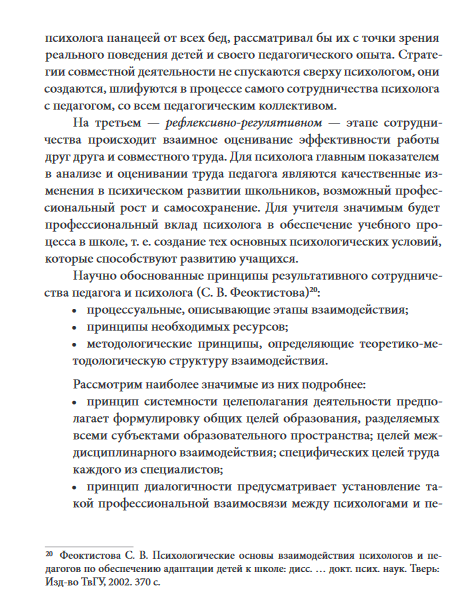 психолога панацеей от всех бед, рассматривал бы их с точки зрения
реального поведения детей и своего педагогического опыта. Страте-
гии совместной деятельности не спускаются сверху психологом, они
создаются, шлифуются в процессе самого сотрудничества психолога
с педагогом, со всем педагогическим коллективом.
На третьем — рефлексивно-регулятивном — этапе сотрудни-
чества происходит взаимное оценивание эффективности работы
друг друга и совместного труда. Для психолога главным показателем
в анализе и оценивании труда педагога являются качественные из-
менения в психическом развитии школьников, возможный профес-
сиональный рост и самосохранение. Для учителя значимым будет
профессиональный вклад психолога в обеспечение учебного про-
цесса в школе, т. е. создание тех основных психологических условий,
которые способствуют развитию учащихся.
Научно обоснованные принципы результативного сотрудниче-
ства педагога и психолога (С. В. Феоктистова)20:
• процессуальные, описывающие этапы взаимодействия;
• принципы необходимых ресурсов;
• методологические принципы, определяющие теоретико-ме-
тодологическую структуру взаимодействия.
Рассмотрим наиболее значимые из них подробнее:
• принцип системности целеполагания деятельности предпо-
лагает формулировку общих целей образования, разделяемых
всеми субъектами образовательного пространства; целей меж-
дисциплинарного взаимодействия; специфических целей труда
каждого из специалистов;
• принцип диалогичности предусматривает установление та-
кой профессиональной взаимосвязи между психологами и пе-
20 Феоктистова С. В. Психологические основы взаимодействия психологов и пе-
дагогов по обеспечению адаптации детей к школе: дисс. … докт. псих. наук. Тверь:
Изд-во ТвГУ, 2002. 370 с.